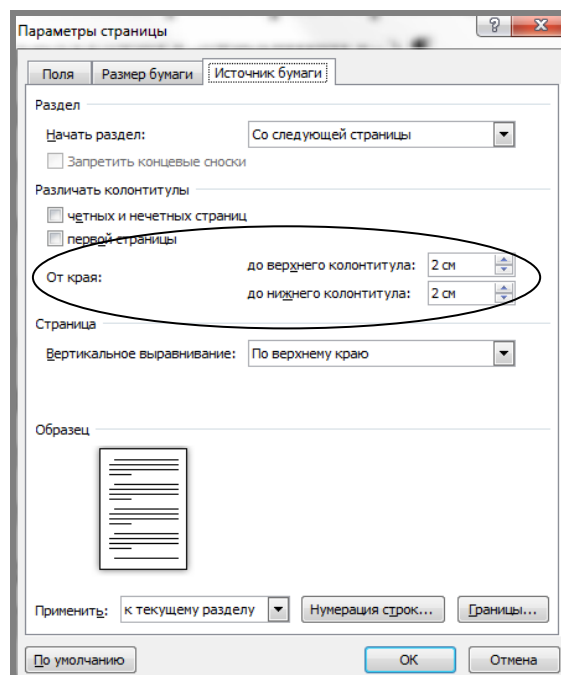 Параметры страницы
Поля Размер бумаги Источник бумаги
Раздел
Начать раздел: Со следующей страницы
Запретить концевые сноски
Различать колонтитулы
четных и нечетных страниц
первой страницы
От края:
до верхнего колонтитула: 2 см
до нижнего колонтитула: 2 см
Страница
Вертикальное выравнивание: По верхнему краю
Образец
Применить: к текущему разделу Нумерация строк... Границы...
По умолчанию ОК Отмена